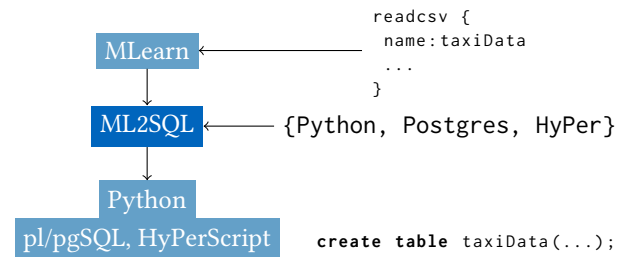 readcsv {
name:taxiData
...
}
MLearn
ML2SQL
{Python, Postgres, HyPer}
Python
pl/pgSQL, HyPerScript
create table taxiData(...);